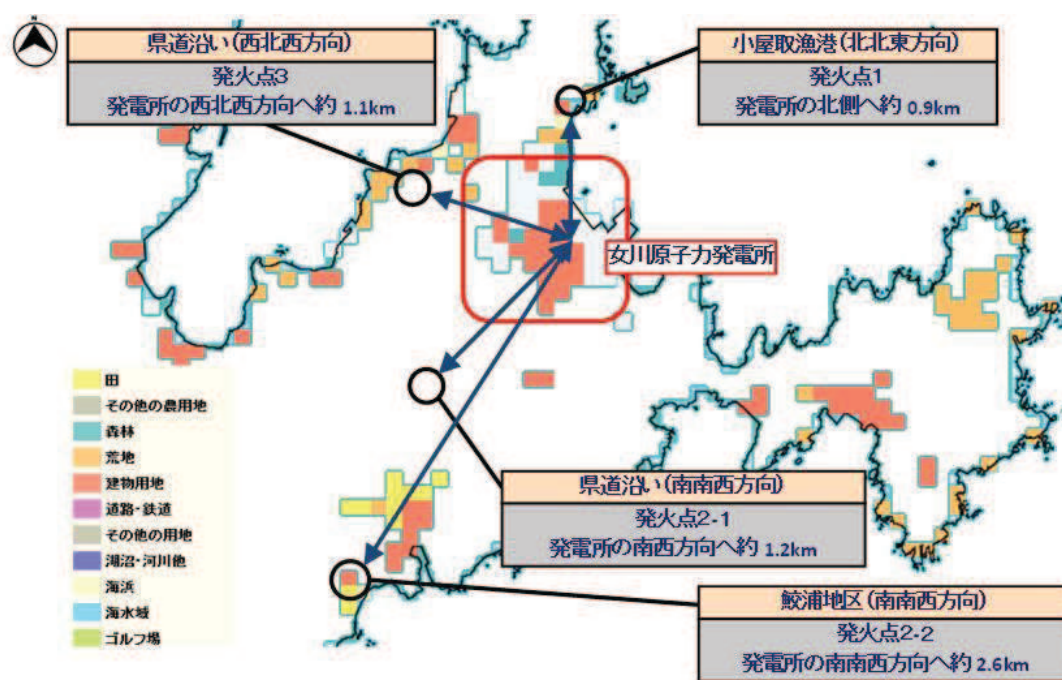 県道沿い(西北西方向)
発火点3
発電所の西北西方向へ約 1.1km
小屋取漁港(北北東方向)
発火点1
発電所の北側へ約 0.9km
女川原子力発電所
田
その他の農用地
森林
荒地
建物用地
道路・鉄道
その他の用地
湖沼・河川他
海浜
海水域
ゴルフ場
県道沿い(南南西方向)
発火点2-1
発電所の南西方向へ約 1.2km
鮫浦地区(南南西方向)
発火点2-2
発電所の南南西方向へ約 2.6km